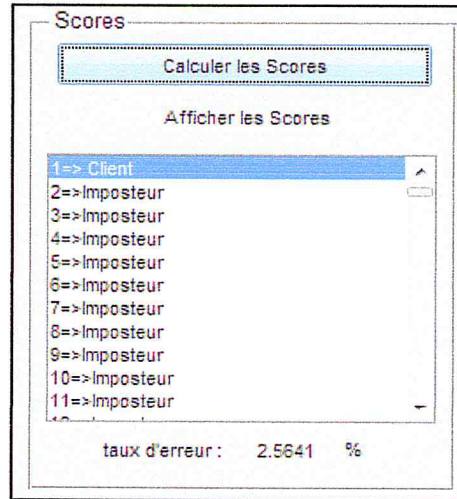 Scores
Calculer les Scores
Afficher les Scores
1=> Client
2=>Imposteur
3=>Imposteur
4=>Imposteur
5=>Imposteur
6=>Imposteur
7=>Imposteur
8=>Imposteur
9=>Imposteur
10=>Imposteur
11=>Imposteur
taux d'erreur : 2.5641 %